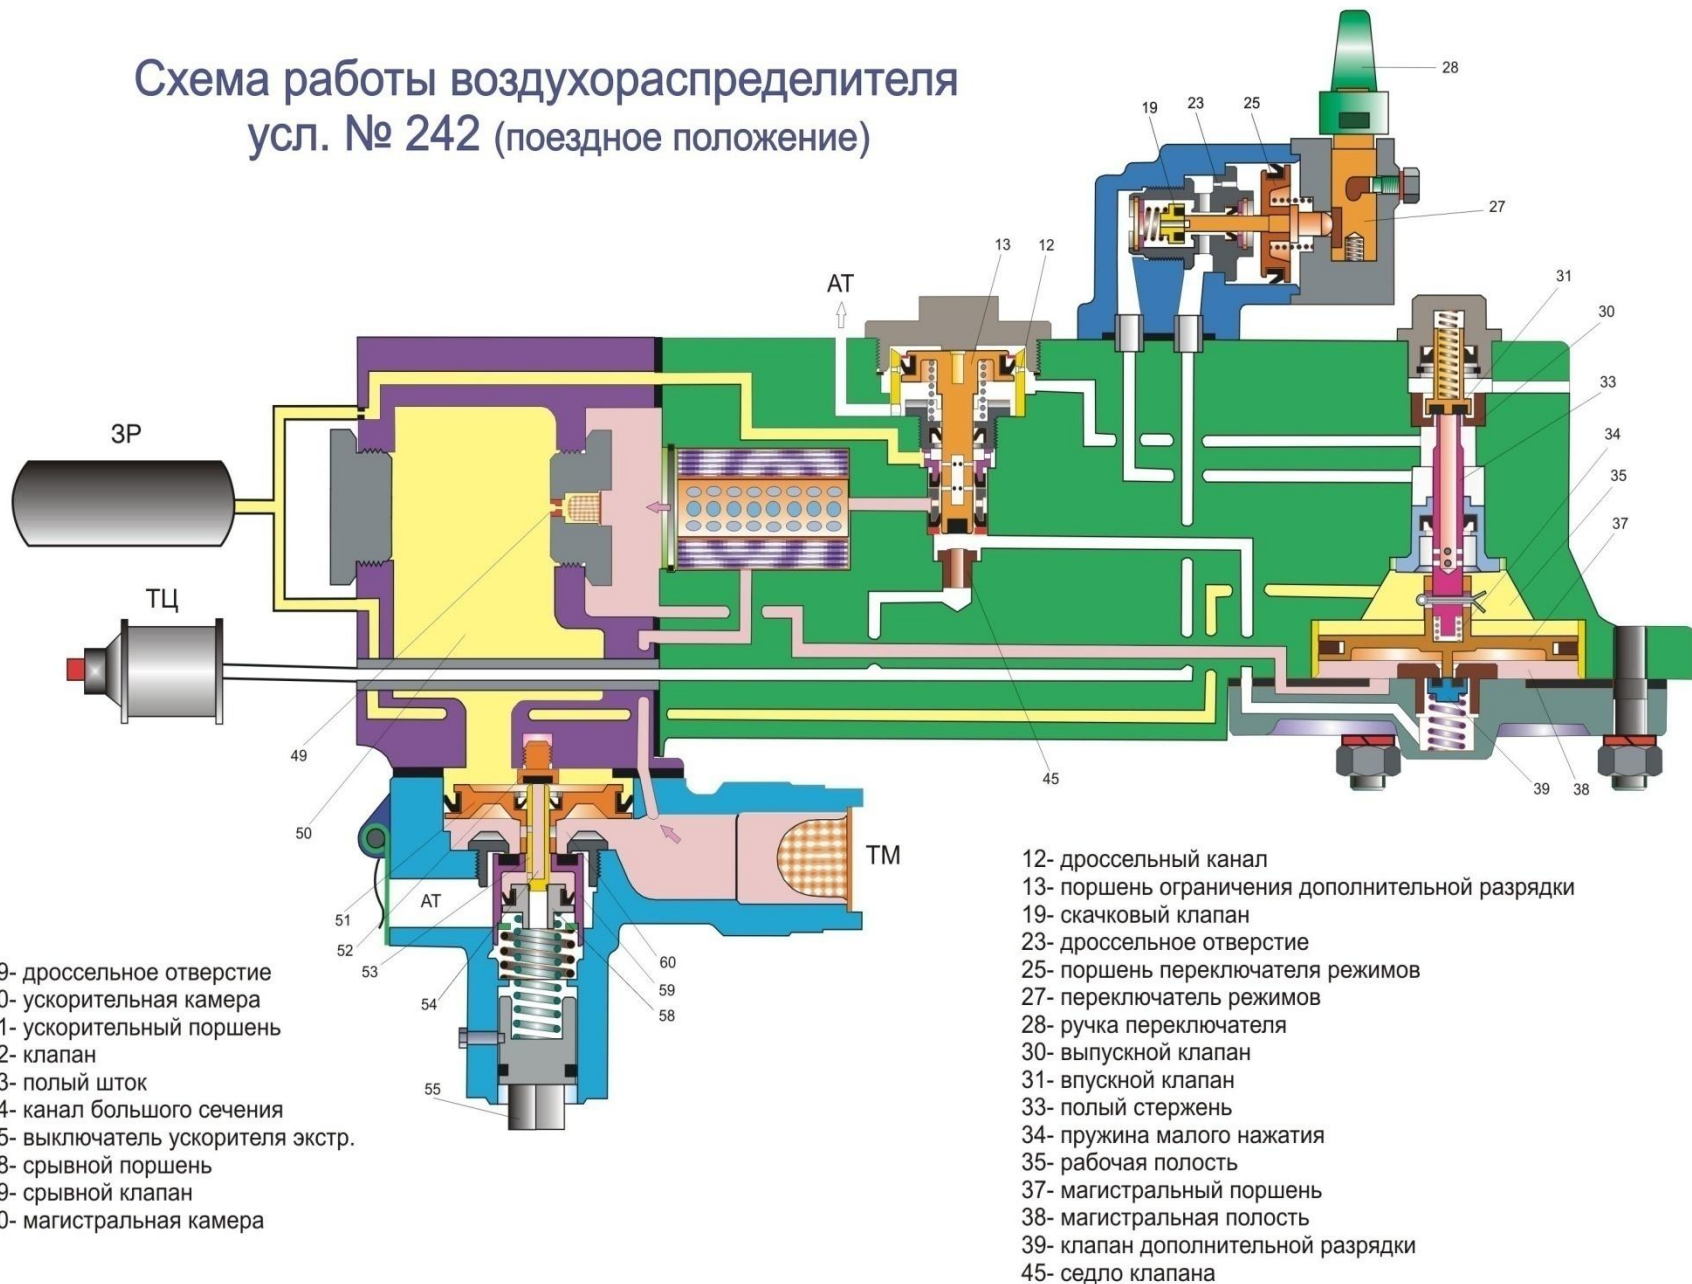 Схема работы воздухораспределителя
усл. № 242 (поездное положение)
28
19
23
25
27
13
12
АТ
31
30
33
ЗР
34
35
37
ТЦ
49
45
39
38
50
ТМ
АТ
51
52
53
60
54
59
58
55
9- дроссельное отверстие
0- ускорительная камера
1- ускорительный поршень
2- клапан
3- полый шток
4- канал большого сечения
5- выключатель ускорителя экстр.
8- срывной поршень
9- срывной клапан
0- магистральная камера
12- дроссельный канал
13- поршень ограничения дополнительной разрядки
19- скачковый клапан
23- дроссельное отверстие
25- поршень переключателя режимов
27- переключатель режимов
28- ручка переключателя
30- выпускной клапан
31- впускной клапан
33- полый стержень
34- пружина малого нажатия
35- рабочая полость
37- магистральный поршень
38- магистральная полость
39- клапан дополнительной разрядки
45- седло клапана